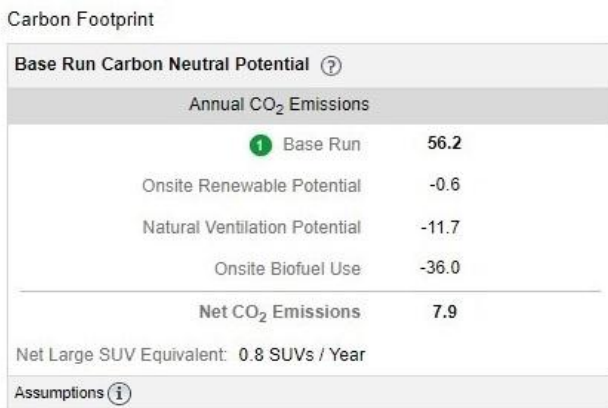 Carbon Footprint
Base Run Carbon Neutral Potential ?
Annual CO₂ Emissions
1 Base Run 56.2
Onsite Renewable Potential -0.6
Natural Ventilation Potential -11.7
Onsite Biofuel Use -36.0
Net CO₂ Emissions 7.9
Net Large SUV Equivalent: 0.8 SUVs / Year
Assumptions i